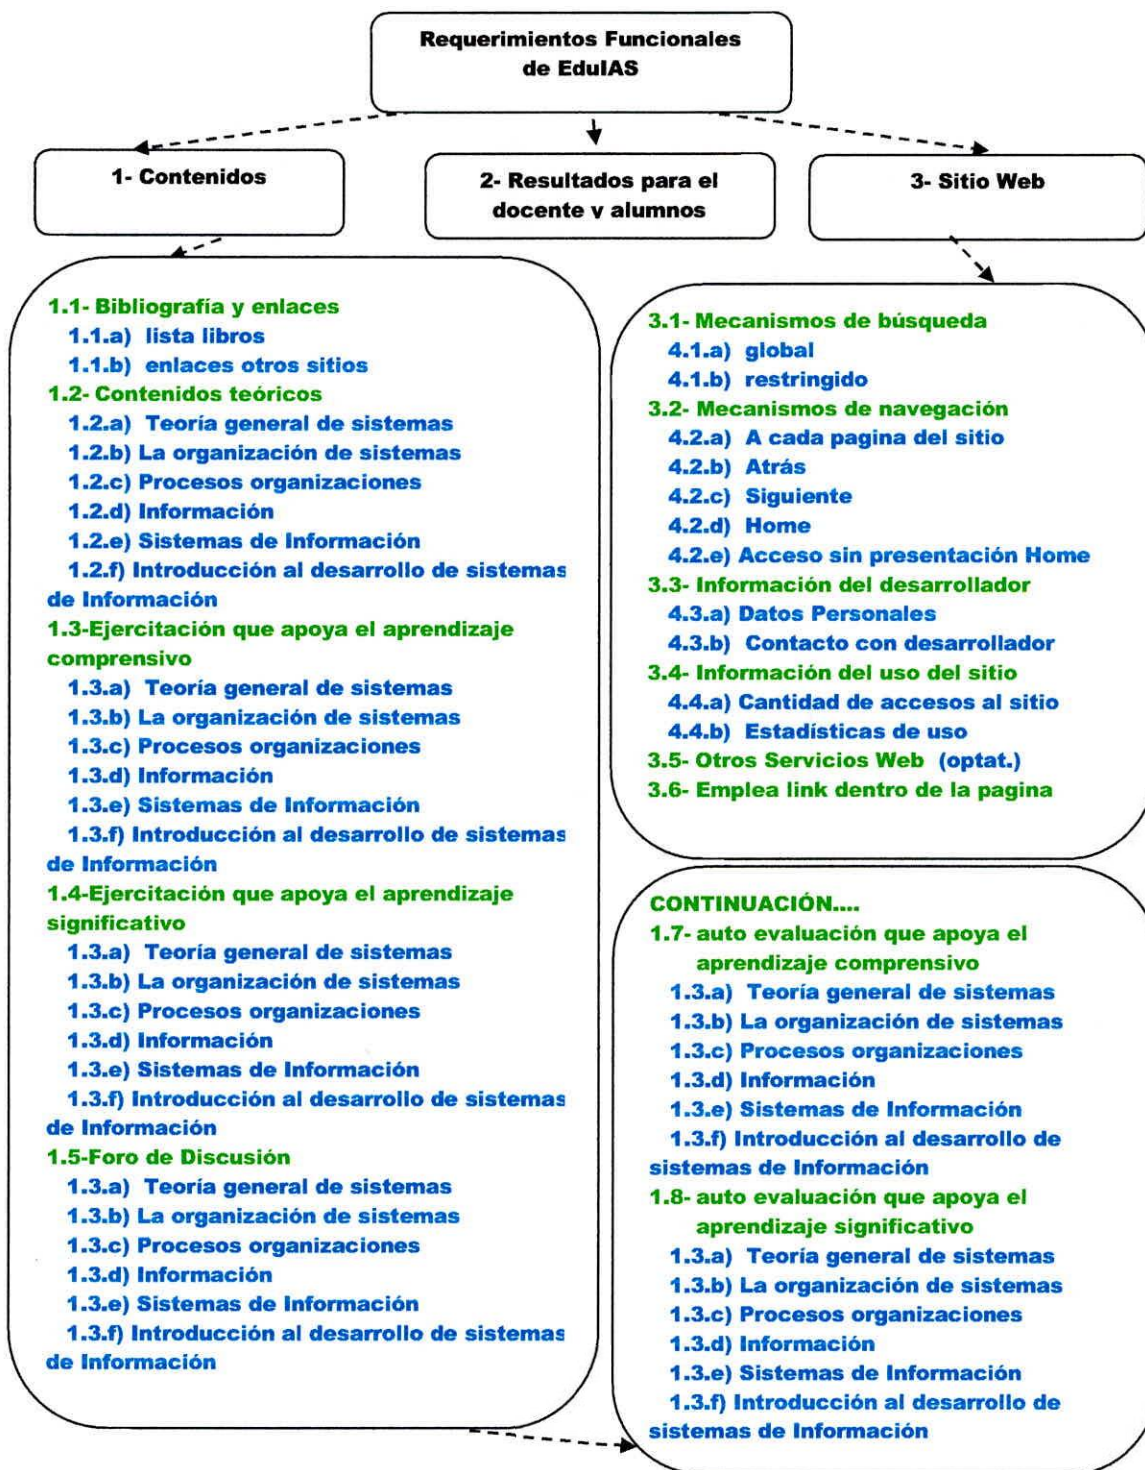 Requerimientos Funcionales
de EduIAS
1- Contenidos
2- Resultados para el
docente y alumnos
3- Sitio Web
1.1- Bibliografía y enlaces
1.1.a) lista libros
1.1.b) enlaces otros sitios
1.2- Contenidos teóricos
1.2.a) Teoría general de sistemas
1.2.b) La organización de sistemas
1.2.c) Procesos organizaciones
1.2.d) Información
1.2.e) Sistemas de Información
1.2.f) Introducción al desarrollo de sistemas
de Información
1.3-Ejercitación que apoya el aprendizaje
comprensivo
1.3.a) Teoría general de sistemas
1.3.b) La organización de sistemas
1.3.c) Procesos organizaciones
1.3.d) Información
1.3.e) Sistemas de Información
1.3.f) Introducción al desarrollo de sistemas
de Información
1.4-Ejercitación que apoya el aprendizaje
significativo
1.3.a) Teoría general de sistemas
1.3.b) La organización de sistemas
1.3.c) Procesos organizaciones
1.3.d) Información
1.3.e) Sistemas de Información
1.3.f) Introducción al desarrollo de sistemas
de Información
1.5-Foro de Discusión
1.3.a) Teoría general de sistemas
1.3.b) La organización de sistemas
1.3.c) Procesos organizaciones
1.3.d) Información
1.3.e) Sistemas de Información
1.3.f) Introducción al desarrollo de sistemas
de Información
3.1- Mecanismos de búsqueda
4.1.a) global
4.1.b) restringido
3.2- Mecanismos de navegación
4.2.a) A cada pagina del sitio
4.2.b) Atrás
4.2.c) Siguiente
4.2.d) Home
4.2.e) Acceso sin presentación Home
3.3- Información del desarrollador
4.3.a) Datos Personales
4.3.b) Contacto con desarrollador
3.4- Información del uso del sitio
4.4.a) Cantidad de accesos al sitio
4.4.b) Estadísticas de uso
3.5- Otros Servicios Web (optat.)
3.6- Emplea link dentro de la pagina
CONTINUACIÓN....
1.7- auto evaluación que apoya el
aprendizaje comprensivo
1.3.a) Teoría general de sistemas
1.3.b) La organización de sistemas
1.3.c) Procesos organizaciones
1.3.d) Información
1.3.e) Sistemas de Información
1.3.f) Introducción al desarrollo de
sistemas de Información
1.8- auto evaluación que apoya el
aprendizaje significativo
1.3.a) Teoría general de sistemas
1.3.b) La organización de sistemas
1.3.c) Procesos organizaciones
1.3.d) Información
1.3.e) Sistemas de Información
1.3.f) Introducción al desarrollo de
sistemas de Información